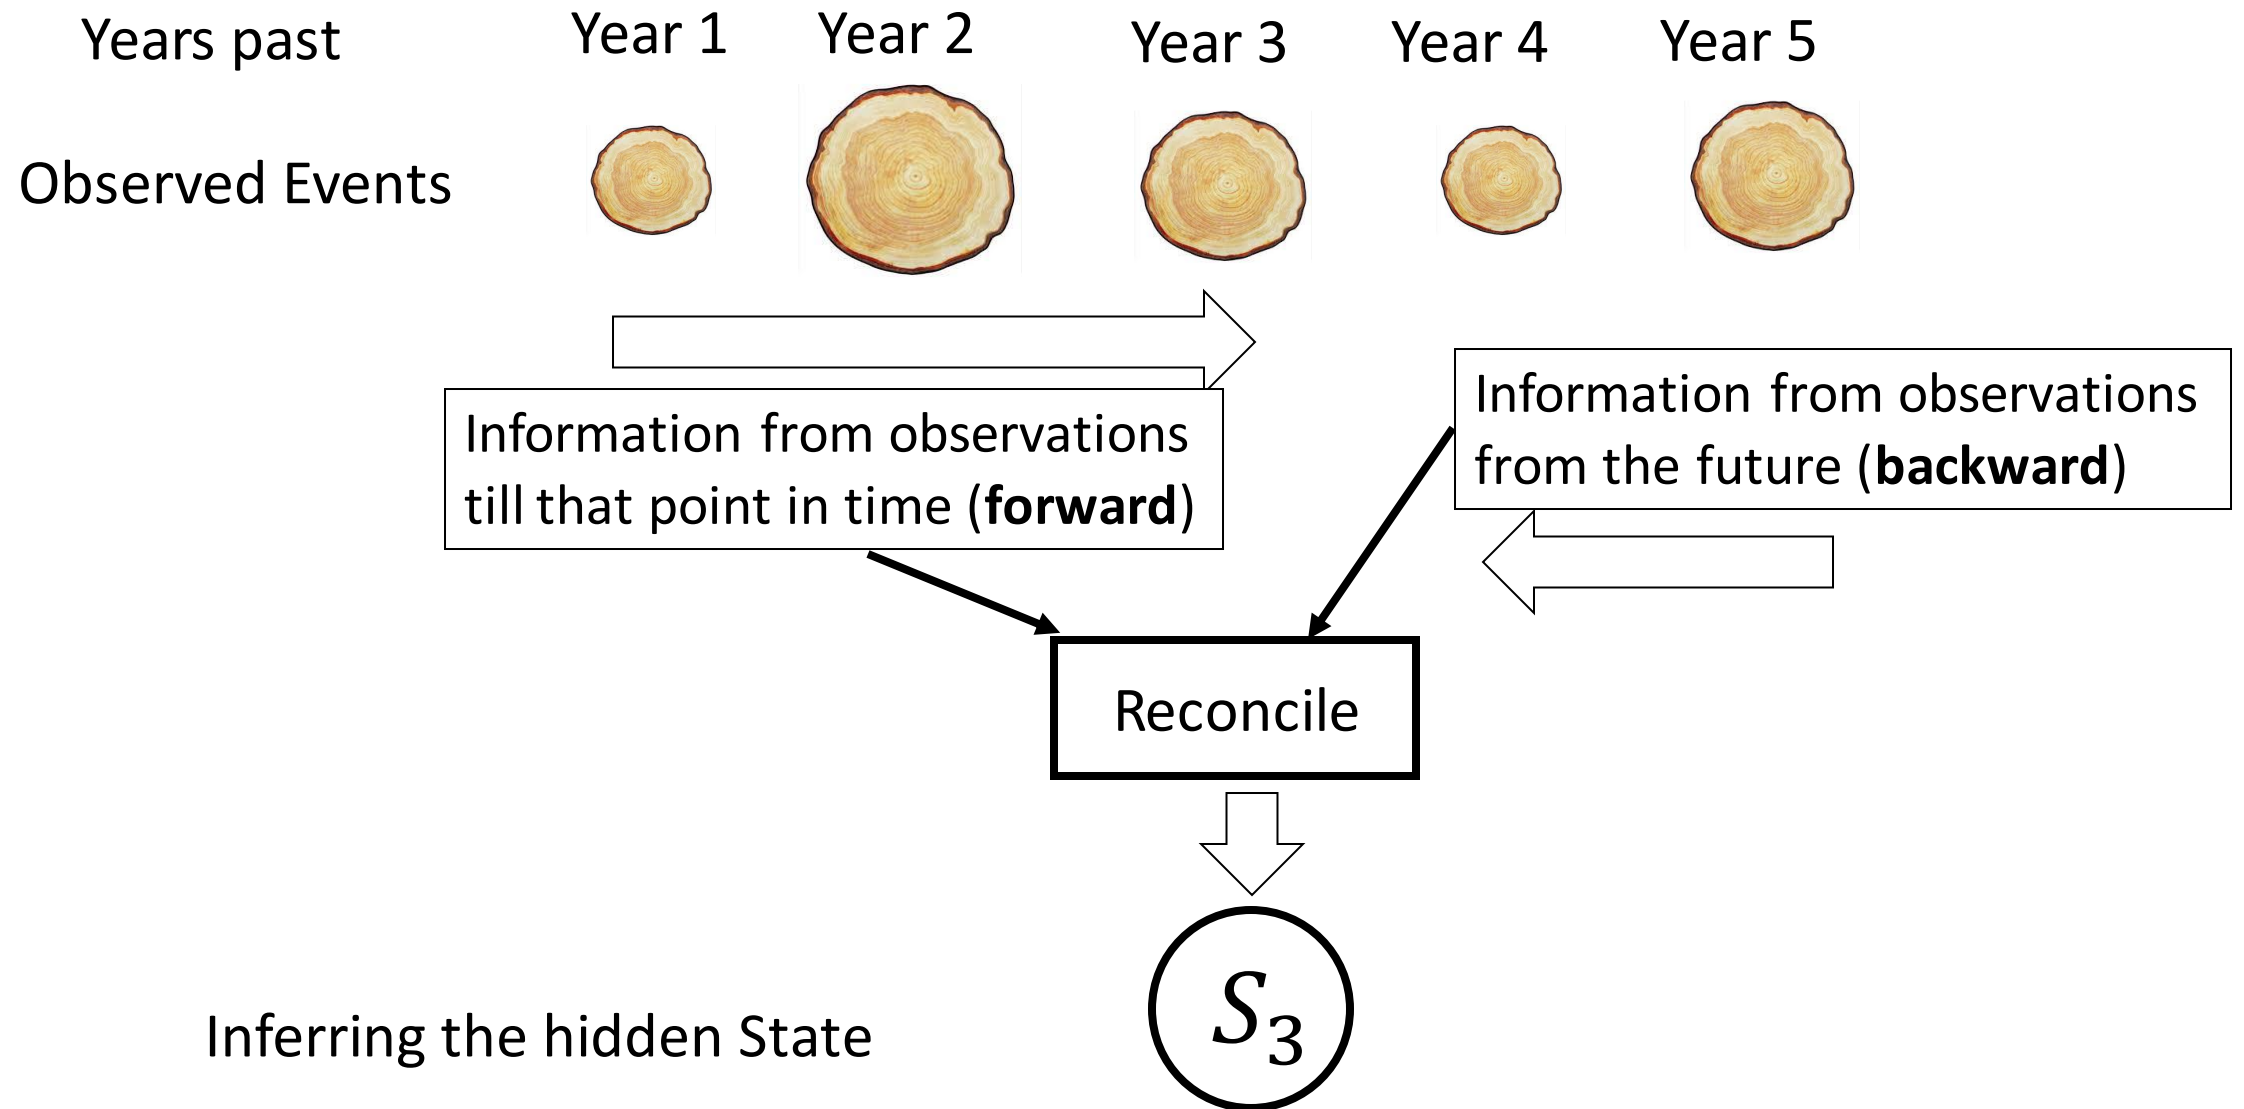 Years past
Year 1
Year 2
Year 3
Year 4
Year 5
Observed Events
Information from observations
till that point in time (forward)
Information from observations
from the future (backward)
Reconcile
S₃
Inferring the hidden State